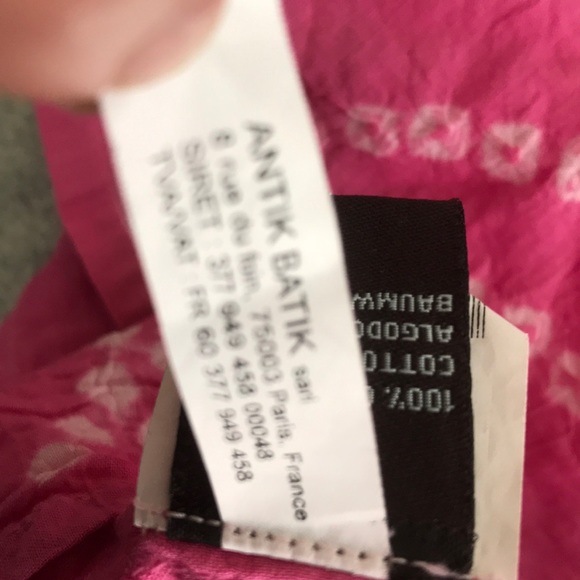 ANTIK BATIK sarl
8 rue du foin, 75003 Paris, France
SIRET : 377 949 458 00048
TVA/VAT : FR 60 377 949 458
100%
COTTO
ALGODO
BAUMW